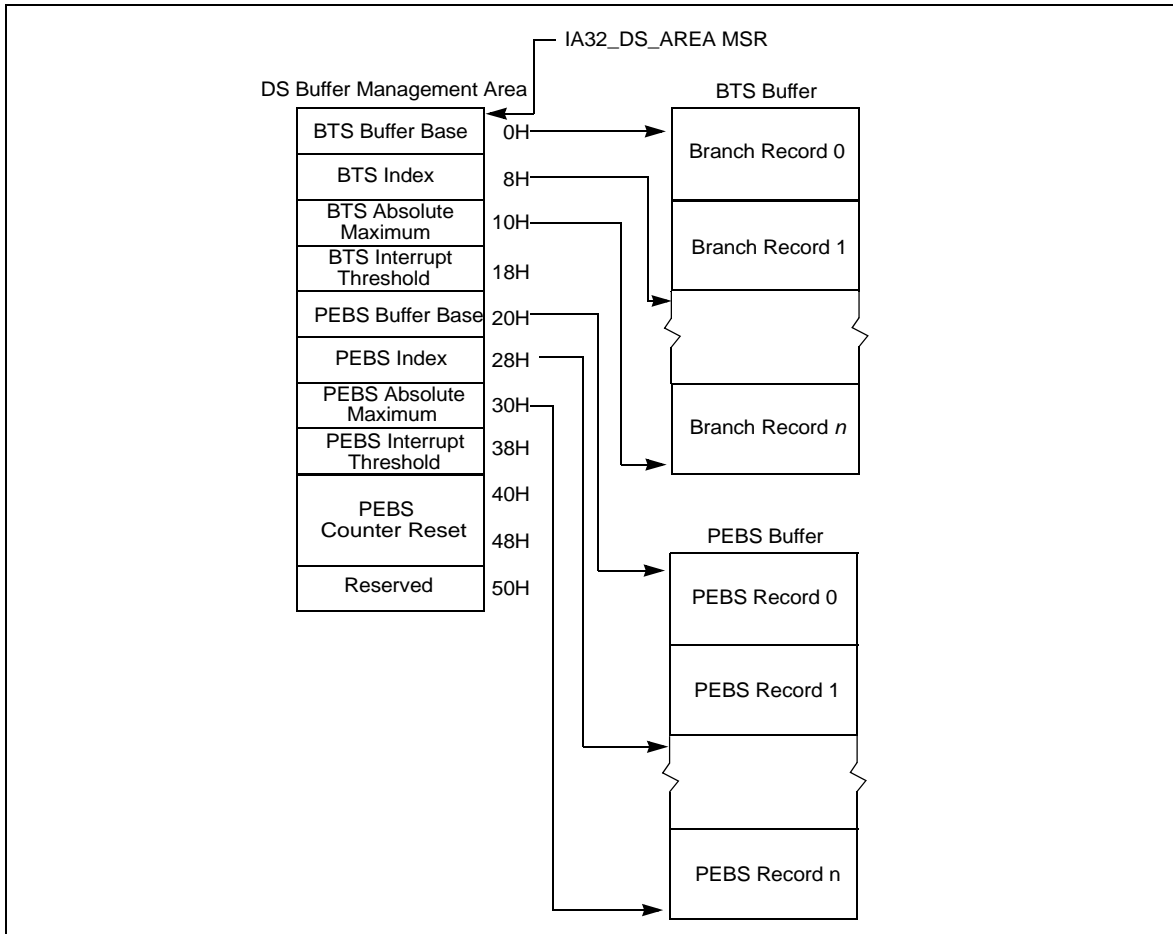 IA32_DS_AREA MSR
DS Buffer Management Area
BTS Buffer Base
0H
BTS Index
8H
BTS Absolute
Maximum
10H
BTS Interrupt
Threshold
18H
PEBS Buffer Base
20H
PEBS Index
28H
PEBS Absolute
Maximum
30H
PEBS Interrupt
Threshold
38H
40H
PEBS
Counter Reset
48H
Reserved
50H
BTS Buffer
Branch Record 0
Branch Record 1
Branch Record n
PEBS Buffer
PEBS Record 0
PEBS Record 1
PEBS Record n